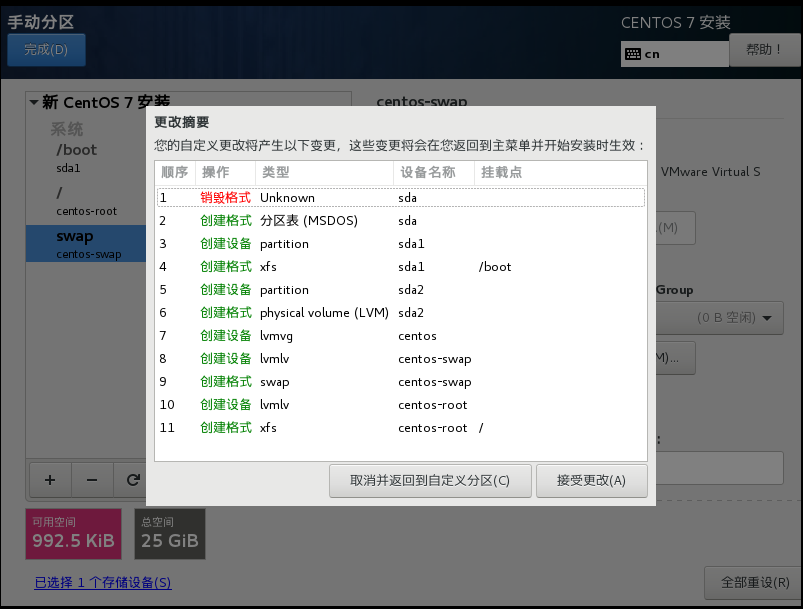 手动分区
CENTOS 7 安装
完成(D)
cn
帮助！
新 CentOS 7 安装
centos-swap
系统
/boot
sda1
/
centos-root
swap
centos-swap
更改摘要
您的自定义更改将产生以下变更，这些变更将会在您返回到主菜单并开始安装时生效：
顺序 操作 类型 设备名称 挂载点
1 销毁格式 Unknown sda
2 创建格式 分区表 (MSDOS) sda
3 创建设备 partition sda1
4 创建格式 xfs sda1 /boot
5 创建设备 partition sda2
6 创建格式 physical volume (LVM) sda2
7 创建设备 lvmvg centos
8 创建设备 lvmlv centos-swap
9 创建格式 swap centos-swap
10 创建设备 lvmlv centos-root
11 创建格式 xfs centos-root /
取消并返回到自定义分区(C)
接受更改(A)
VMware Virtual S
(M)
Group
(0 B 空闲)
M)...
:
可用空间
992.5 KiB
总空间
25 GiB
已选择 1 个存储设备(S)
全部重设(R)